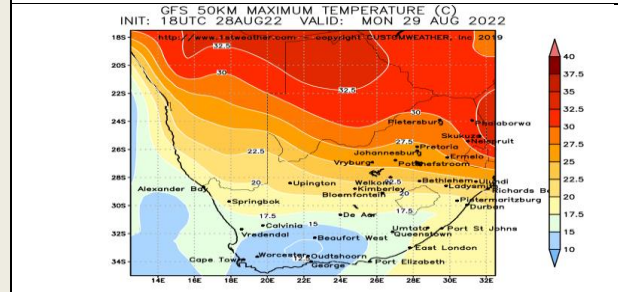 GFS 50KM MAXIMUM TEMPERATURE (C)
INIT: 18UTC 28AUG22 VALID: MON 29 AUG 2022
http://www.1stweather.com -- copyright CUSTOMWEATHER, Inc 2019
18S
20S
22S
24S
26S
28S
30S
32S
34S
14E 16E 18E 20E 22E 24E 26E 28E 30E 32E
32.5
30
32.5
30
Pietersburg
Phalaborwa
Skukuza
Nelspruit
27.5
Pretoria
Johannesburg
22.5
Ermelo
Vryburg
Potchefstroom
Alexander Bay
20
Upington
Welkom
22.5
Bethlehem
Ulundi
Kimberley
Ladysmith
Richards B
Bloemfontein
20
Springbok
Pietermaritzburg
17.5
Durban
17.5
De Aar
Calvinia
15
Umtata
Port St Johns
Vredendal
Beaufort West
Queenstown
East London
Worcester
Oudtshoorn
Cape Town
12.5
George
Port Elizabeth
40
37.5
35
32.5
30
27.5
25
22.5
20
17.5
15
10